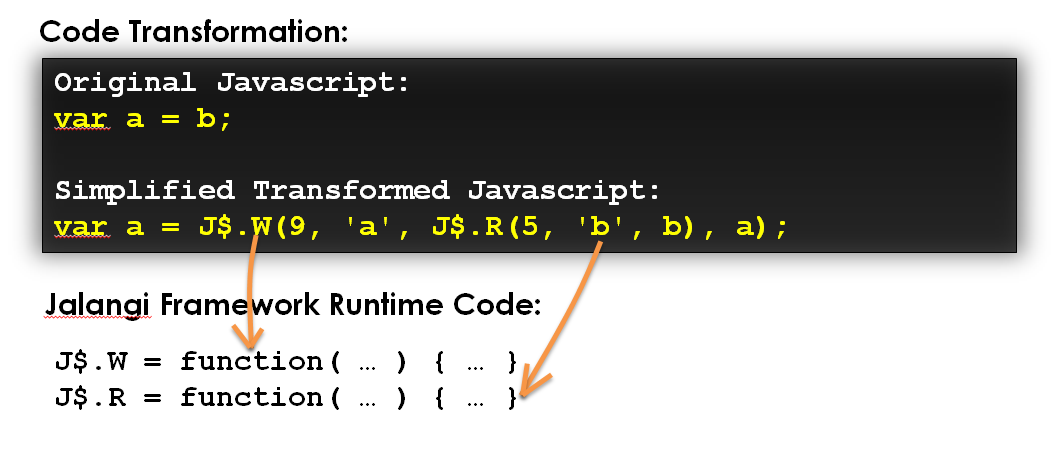 Code Transformation:
Original Javascript:
var a = b;
Simplified Transformed Javascript:
var a = J$.W(9, 'a', J$.R(5, 'b', b), a);
Jalangi Framework Runtime Code:
J$.W = function( … ) { … }
J$.R = function( … ) { … }